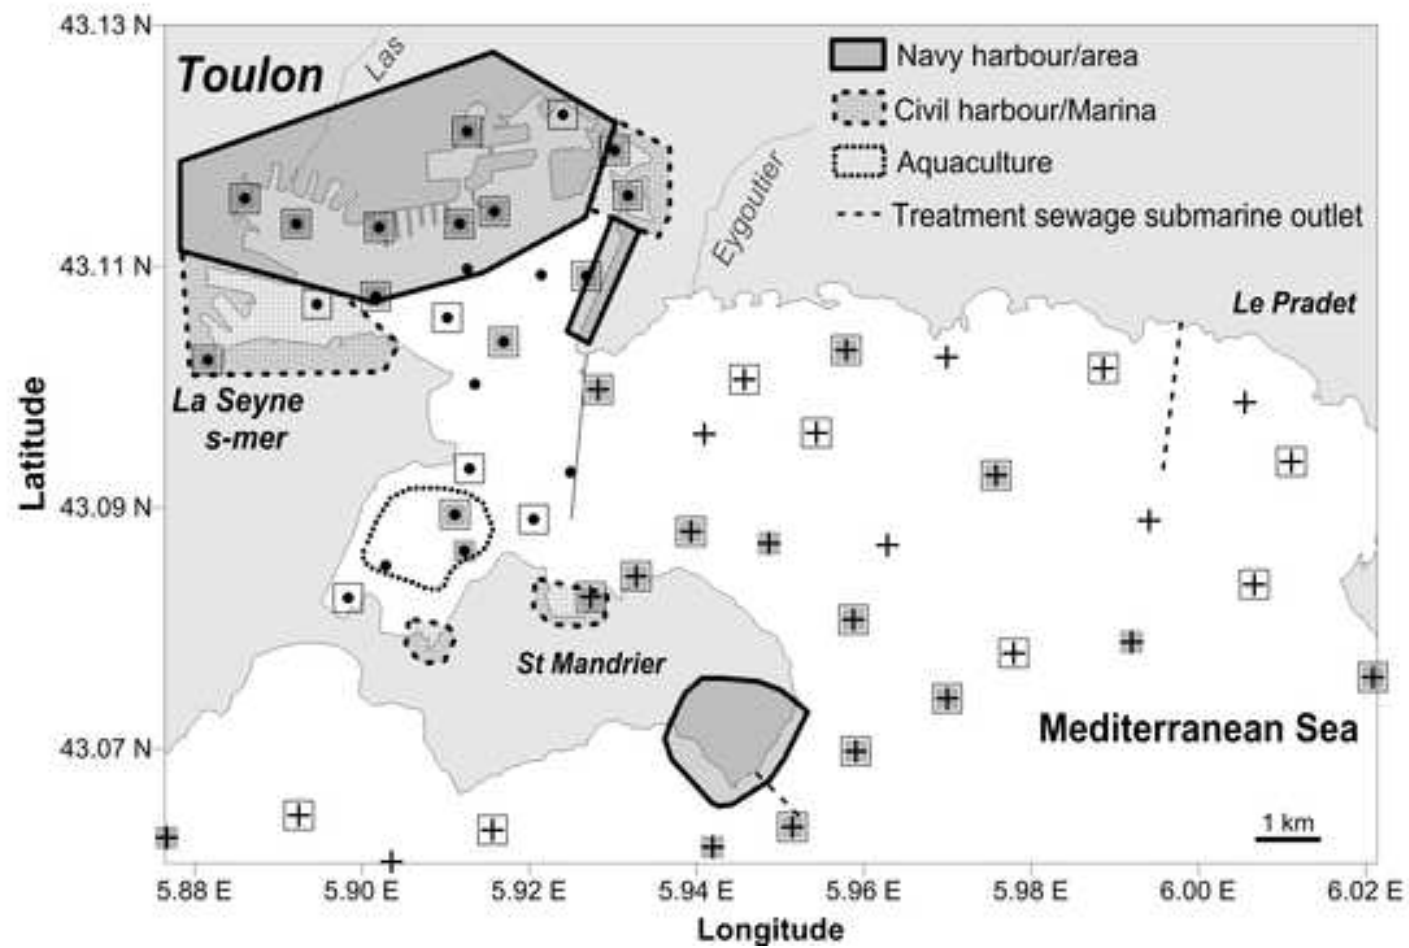 43.13 N
Toulon
Las
Navy harbour/area
Civil harbour/Marina
Aquaculture
Treatment sewage submarine outlet
Eygoutier
43.11 N
Le Pradet
La Seyne
s-mer
Latitude
43.09 N
St Mandrier
Mediterranean Sea
43.07 N
1 km
5.88 E
5.90 E
5.92 E
5.94 E
5.96 E
5.98 E
6.00 E
6.02 E
Longitude